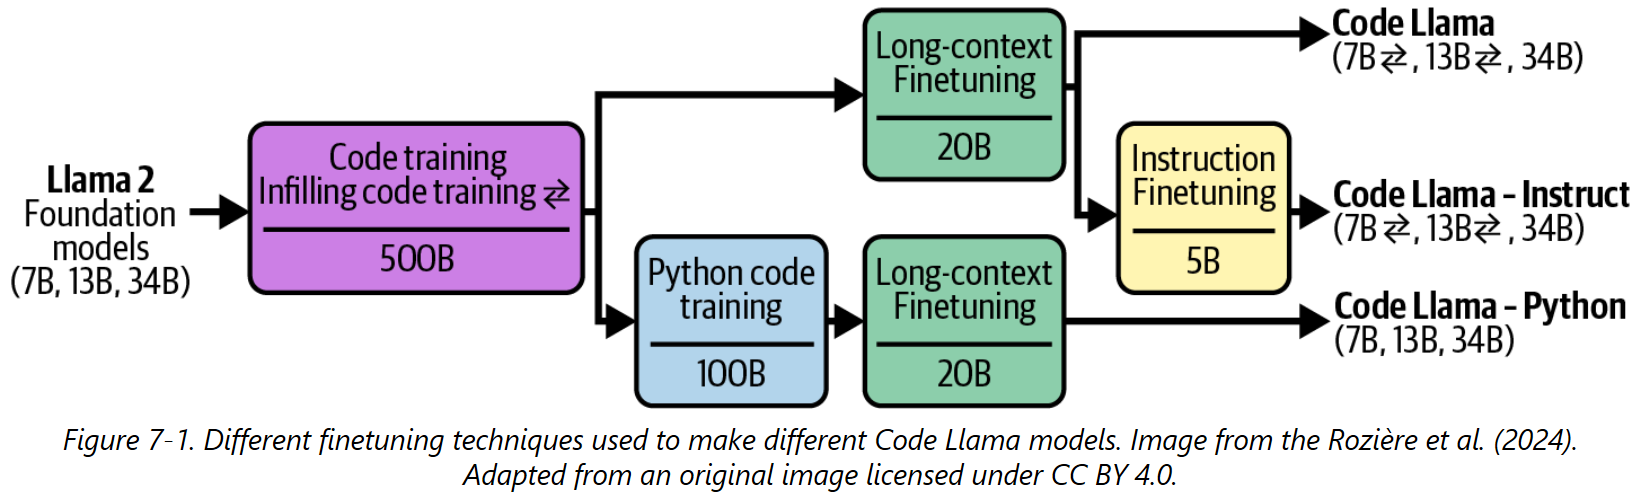 Llama 2
Foundation
models
(7B, 13B, 34B)
Code training
Infilling code training ⇄
500B
Long-context
Finetuning
20B
Python code
training
100B
Long-context
Finetuning
20B
Instruction
Finetuning
5B
Code Llama
(7B⇄, 13B⇄, 34B)
Code Llama – Instruct
(7B⇄, 13B⇄, 34B)
Code Llama – Python
(7B, 13B, 34B)
Figure 7-1. Different finetuning techniques used to make different Code Llama models. Image from the Rozière et al. (2024).
Adapted from an original image licensed under CC BY 4.0.